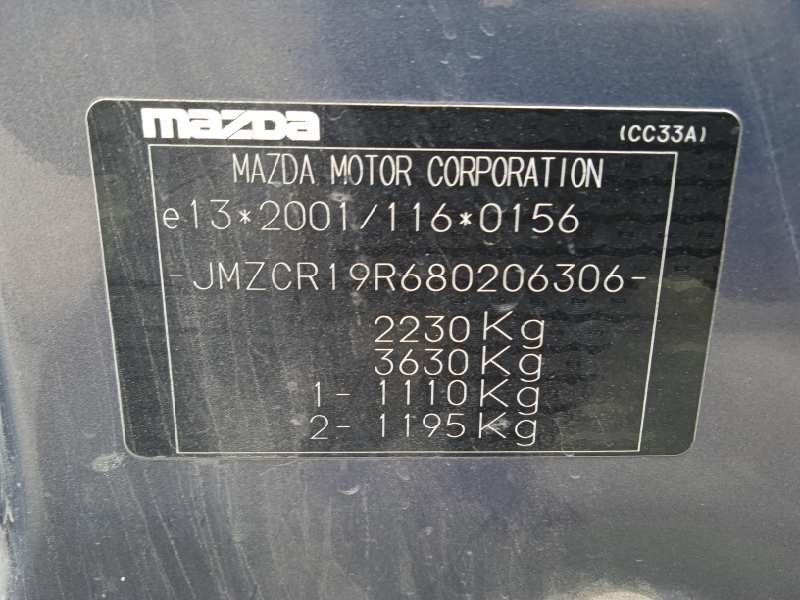 mazda
(CC33A)
MAZDA MOTOR CORPORATION
e13*2001/116*0156
-JMZCR19R680206306-
2230Kg
3630Kg
1- 1110Kg
2- 1195Kg